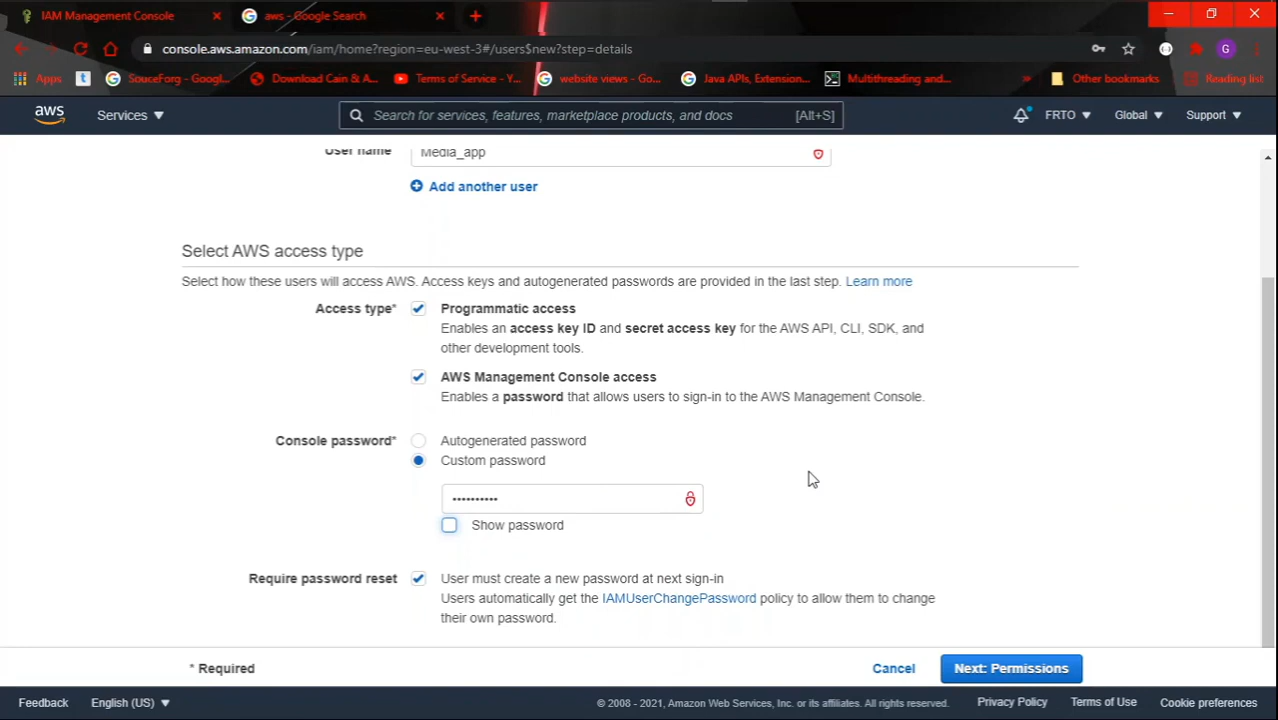 IAM Management Console
aws - Google Search
console.aws.amazon.com/iam/home?region=eu-west-3#/users$new?step=details
G
Apps
t
SouceForg - Googl...
Download Cain & A...
Terms of Service - Y...
website views - Go...
Java APIs, Extension...
Multithreading and...
»
Other bookmarks
Reading list
aws
Services
Search for services, features, marketplace products, and docs
[Alt+S]
FRTO
Global
Support
User name
Media_app
Add another user
Select AWS access type
Select how these users will access AWS. Access keys and autogenerated passwords are provided in the last step. Learn more
Access type*
Programmatic access
Enables an access key ID and secret access key for the AWS API, CLI, SDK, and
other development tools.
AWS Management Console access
Enables a password that allows users to sign-in to the AWS Management Console.
Console password*
Autogenerated password
Custom password
••••••••••
Show password
Require password reset
User must create a new password at next sign-in
Users automatically get the IAMUserChangePassword policy to allow them to change
their own password.
* Required
Cancel
Next: Permissions
Feedback
English (US)
© 2008 - 2021, Amazon Web Services, Inc. or its affiliates. All rights reserved.
Privacy Policy
Terms of Use
Cookie preferences